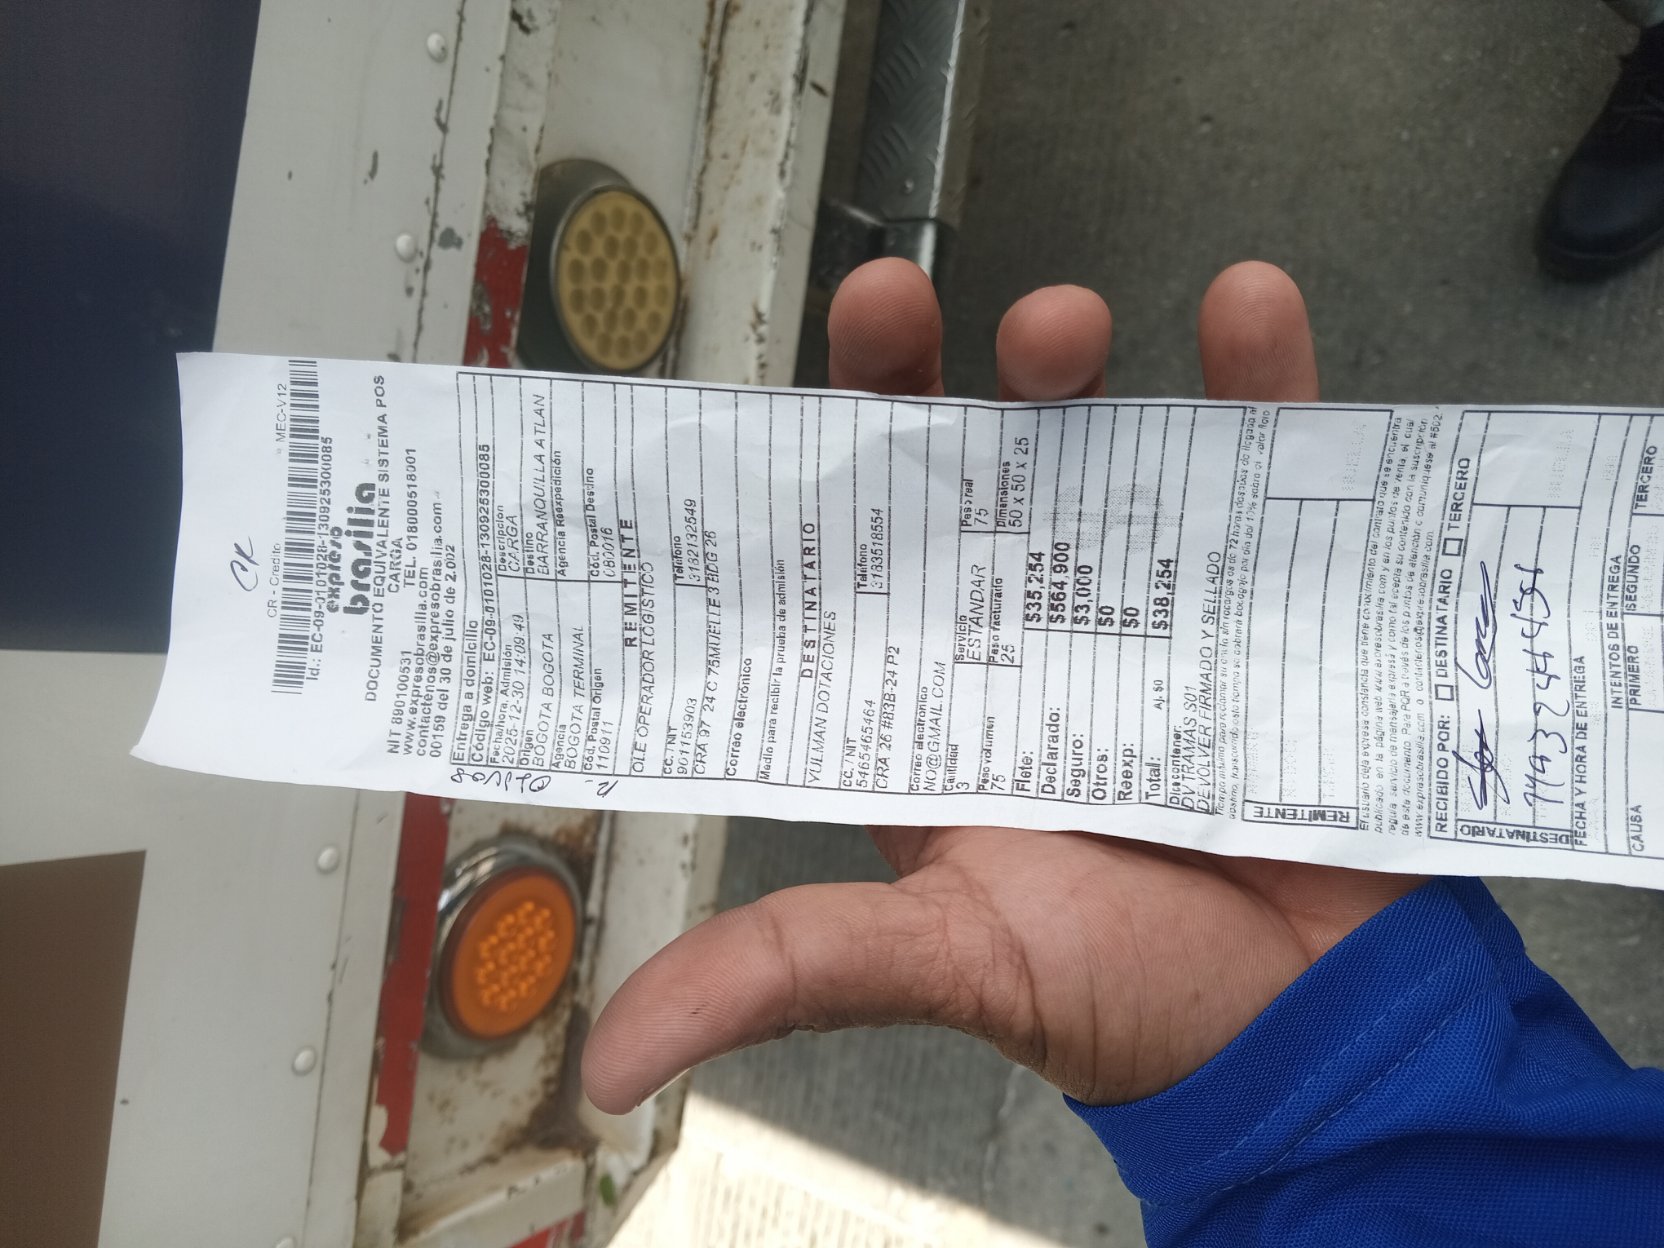 CR
CR - Credito MEC-V12
Id.: EC-09-0101028-130925300085
expreso
brasilia
DOCUMENTO EQUIVALENTE SISTEMA POS
CARGA
NIT 890100531 TEL. 018000518001
www.expresobrasilia.com
contactenos@expresobrasilia.com
00159 del 30 de julio de 2.002
Entrega a domicilio
Código web: EC-09-0101028-130925300085
Fecha/hora, Admisión Descripción
2025-12-30 14:09:49 CARGA
Origen Destino
BOGOTA BOGOTA BARRANQUILLA ATLAN
Agencia Agencia Reexpedición
BOGOTA TERMINAL
Cód. Postal Origen Cód. Postal Destino
110911 080016
REMITENTE
OLE OPERADOR LOGISTICO
CC. / NIT Teléfono
901153903 3182132549
CRA 97 24 C 75MUELLE 3 BDG 26
Correo electrónico
Medio para recibir la prueba de admisión
DESTINATARIO
YULMAN DOTACIONES
CC. / NIT Teléfono
5465465464 3183518554
CRA 26 #83B-24 P2
Correo electronico
NIO@GMAIL.COM
Cantidad Servicio Peso real
3 ESTANDAR 75
Peso volumen Peso facturado Dimensiones
75 25 50 x 50 x 25
Flete: $35,254
Declarado: $564,900
Seguro: $3,000
Otros: $0
Reexp: $0
Total: Aj. $0 $38,254
Dice contener:
DVTRAMAS S01
DEVOLVER FIRMADO Y SELLADO
REMITENTE
RECIBIDO POR: DESTINATARIO TERCERO
DESTINATARIO
FECHA Y HORA DE ENTREGA
INTENTOS DE ENTREGA
CAUSA PRIMERO SEGUNDO TERCERO